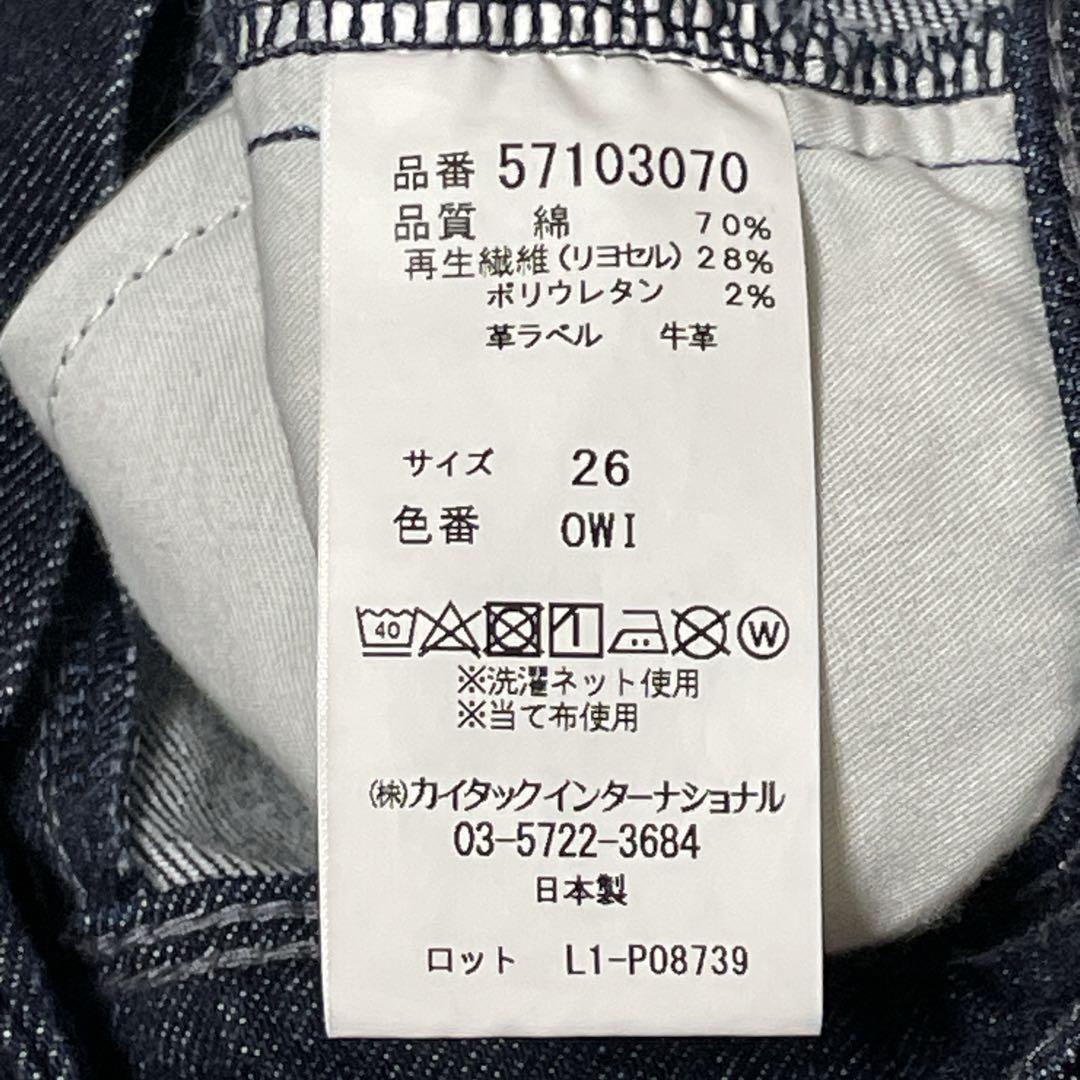 品番 57103070
品質 綿 70%
再生繊維(リヨセル) 28%
ポリウレタン 2%
革ラベル 牛革
サイズ 26
色番 OWI
40 W
※洗濯ネット使用
※当て布使用
㈱カイタックインターナショナル
03-5722-3684
日本製
ロット L1-P08739